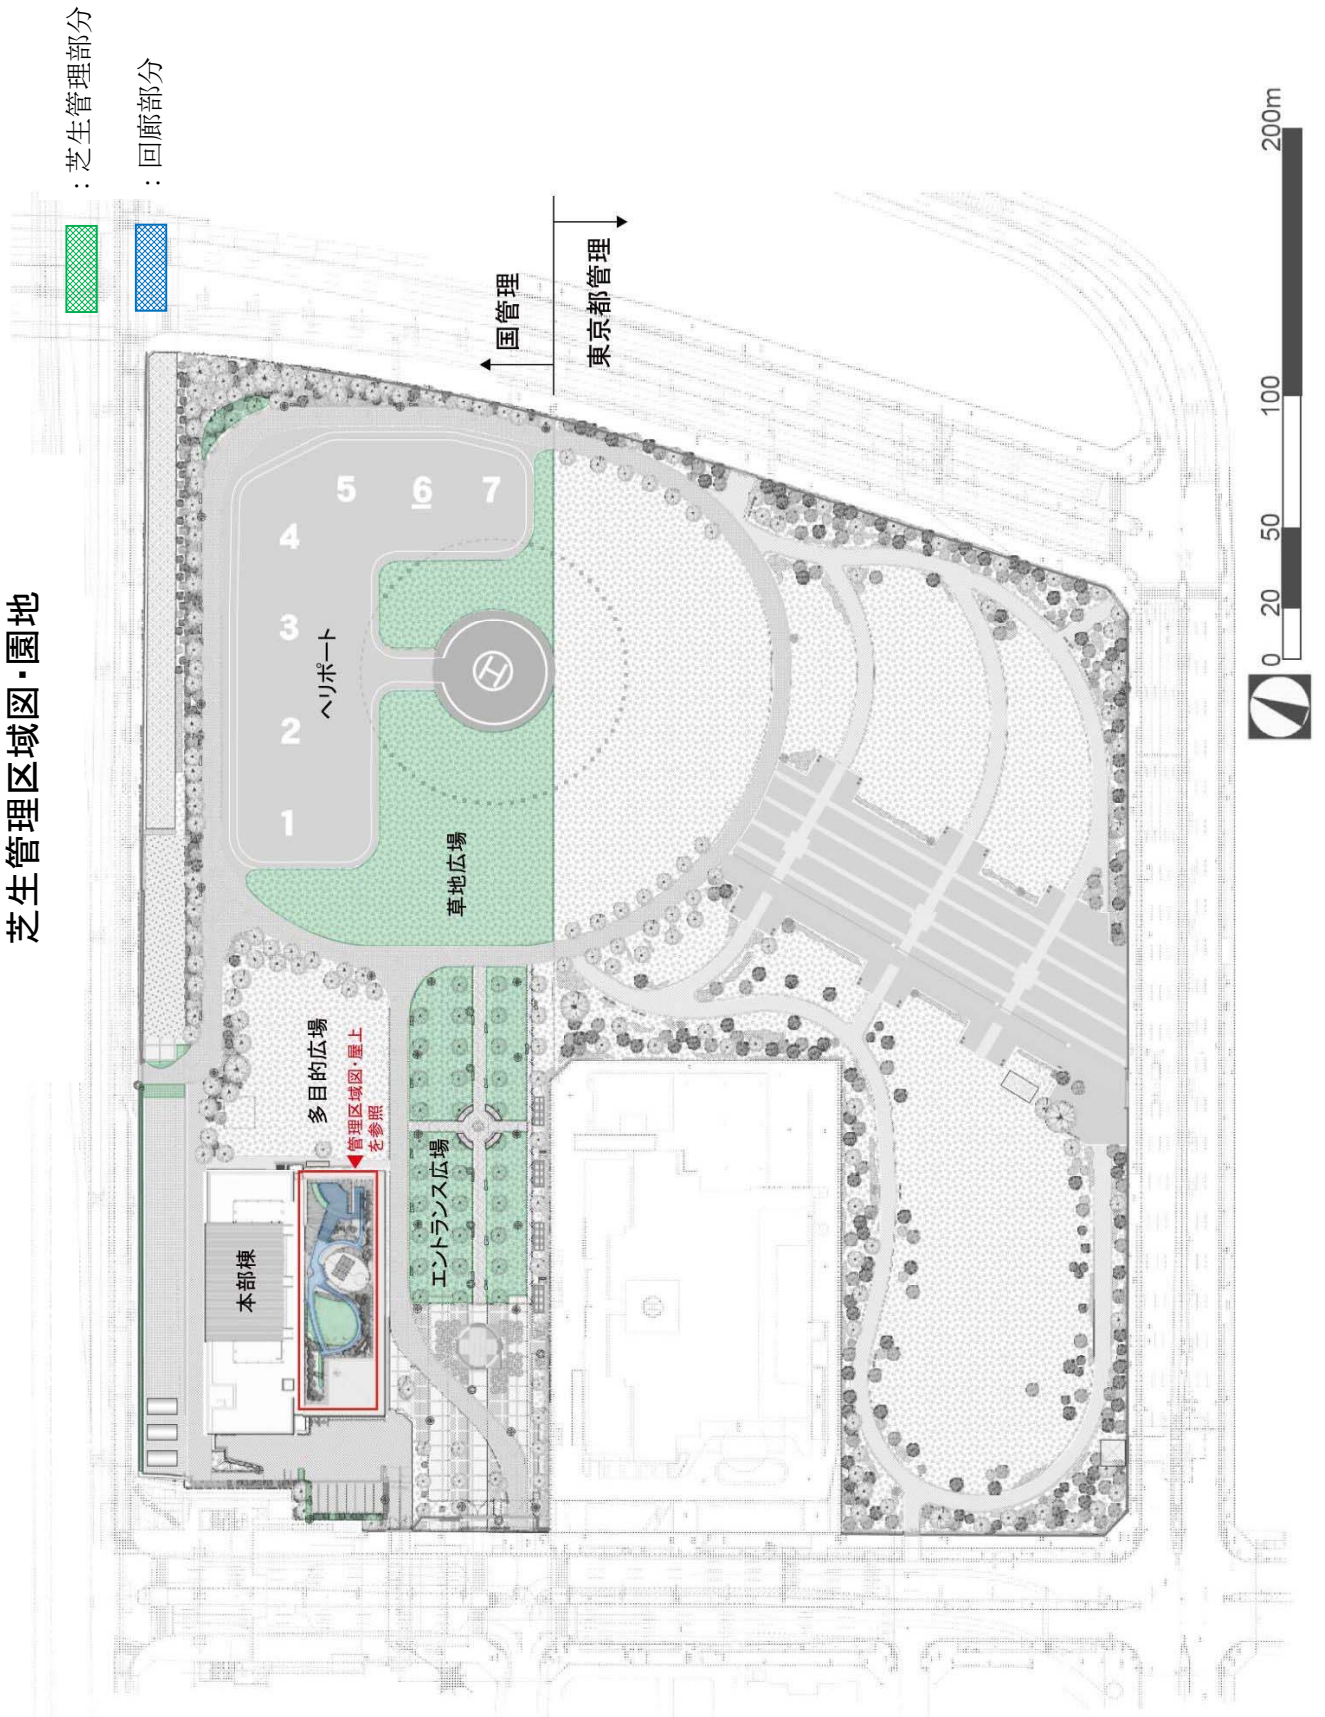 芝生管理区域図・園地
：芝生管理部分
：回廊部分
国管理
東京都管理
ヘリポート
1
2
3
4
5
6
7
H
草地広場
多目的広場
管理区域図・屋上
を参照
本部棟
エントランス広場
0
20
50
100
200m